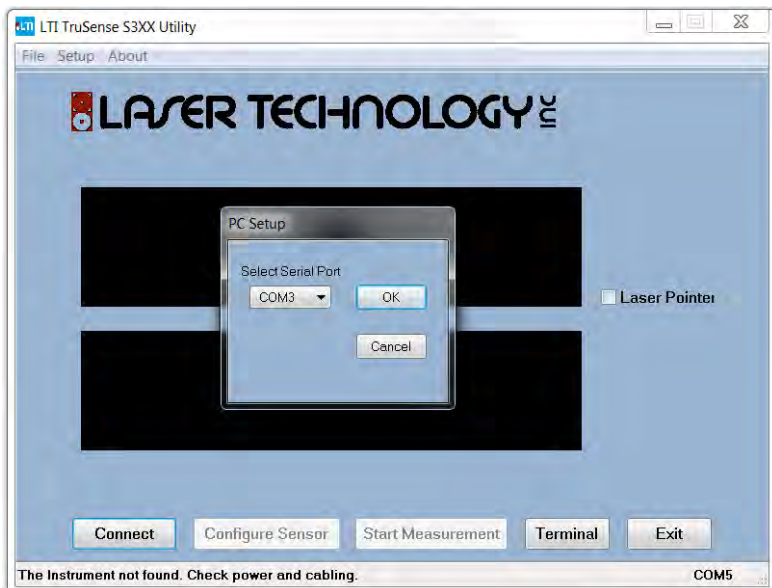 LTI LTI TruSense S3XX Utility
File Setup About
LASER TECHNOLOGY INC
PC Setup
Select Serial Port
COM3 OK
Laser Pointer
Cancel
Connect Configure Sensor Start Measurement Terminal Exit
The Instrument not found. Check power and cabling. COM5